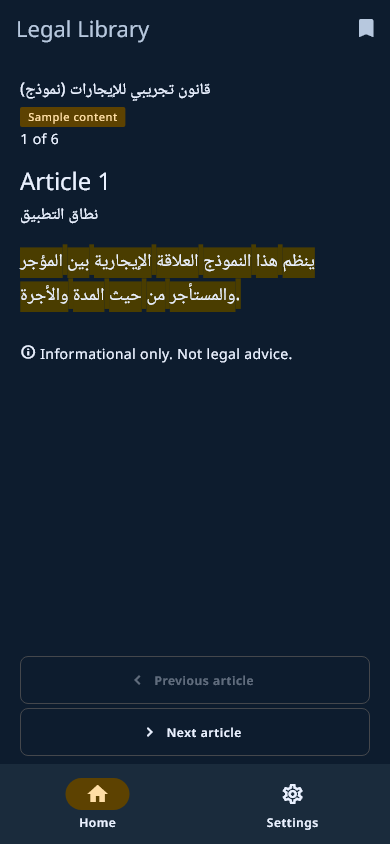 Legal Library
قانون تجريبي للإيجارات (نموذج)
Sample content
1 of 6
Article 1
نطاق التطبيق
ينظم هذا النموذج العلاقة الإيجارية بين المؤجر
والمستأجر من حيث المدة والأجرة.
Informational only. Not legal advice.
Previous article
Next article
Home
Settings